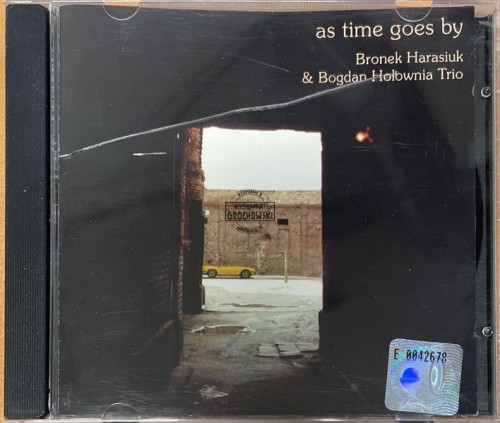 as time goes by
Bronek Harasiuk
& Bogdan Hołownia Trio
GROCHOWSKI
E 0042678